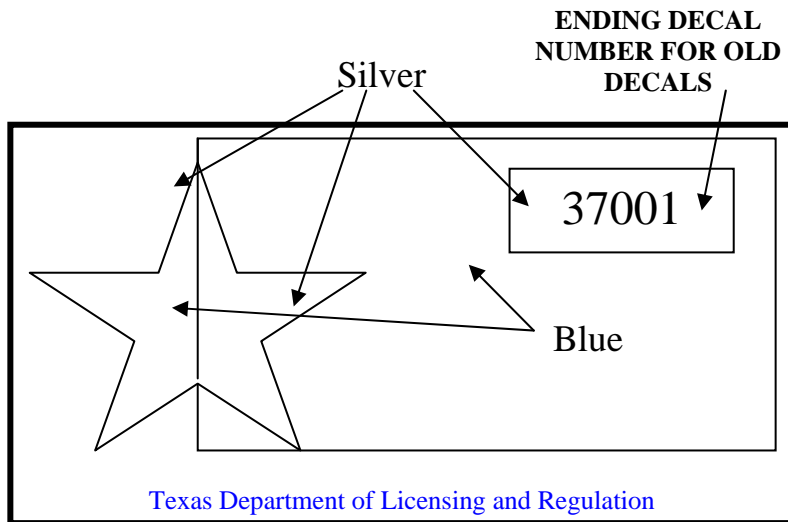 ENDING DECAL
NUMBER FOR OLD
DECALS
Silver
37001
Blue
Texas Department of Licensing and Regulation